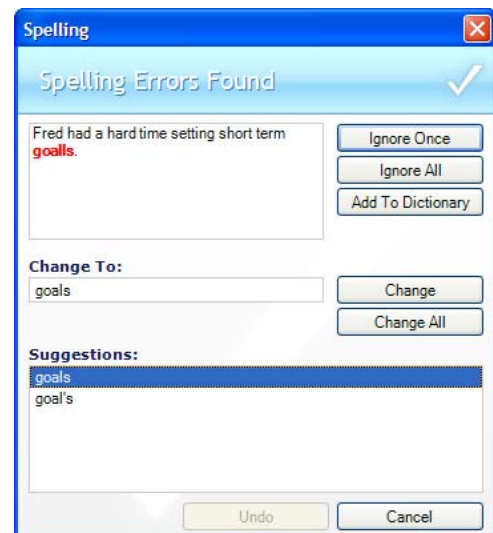 Spelling
Spelling Errors Found
Fred had a hard time setting short term
goalls.
Ignore Once
Ignore All
Add To Dictionary
Change To:
goals
Change
Change All
Suggestions:
goals
goal's
Undo
Cancel